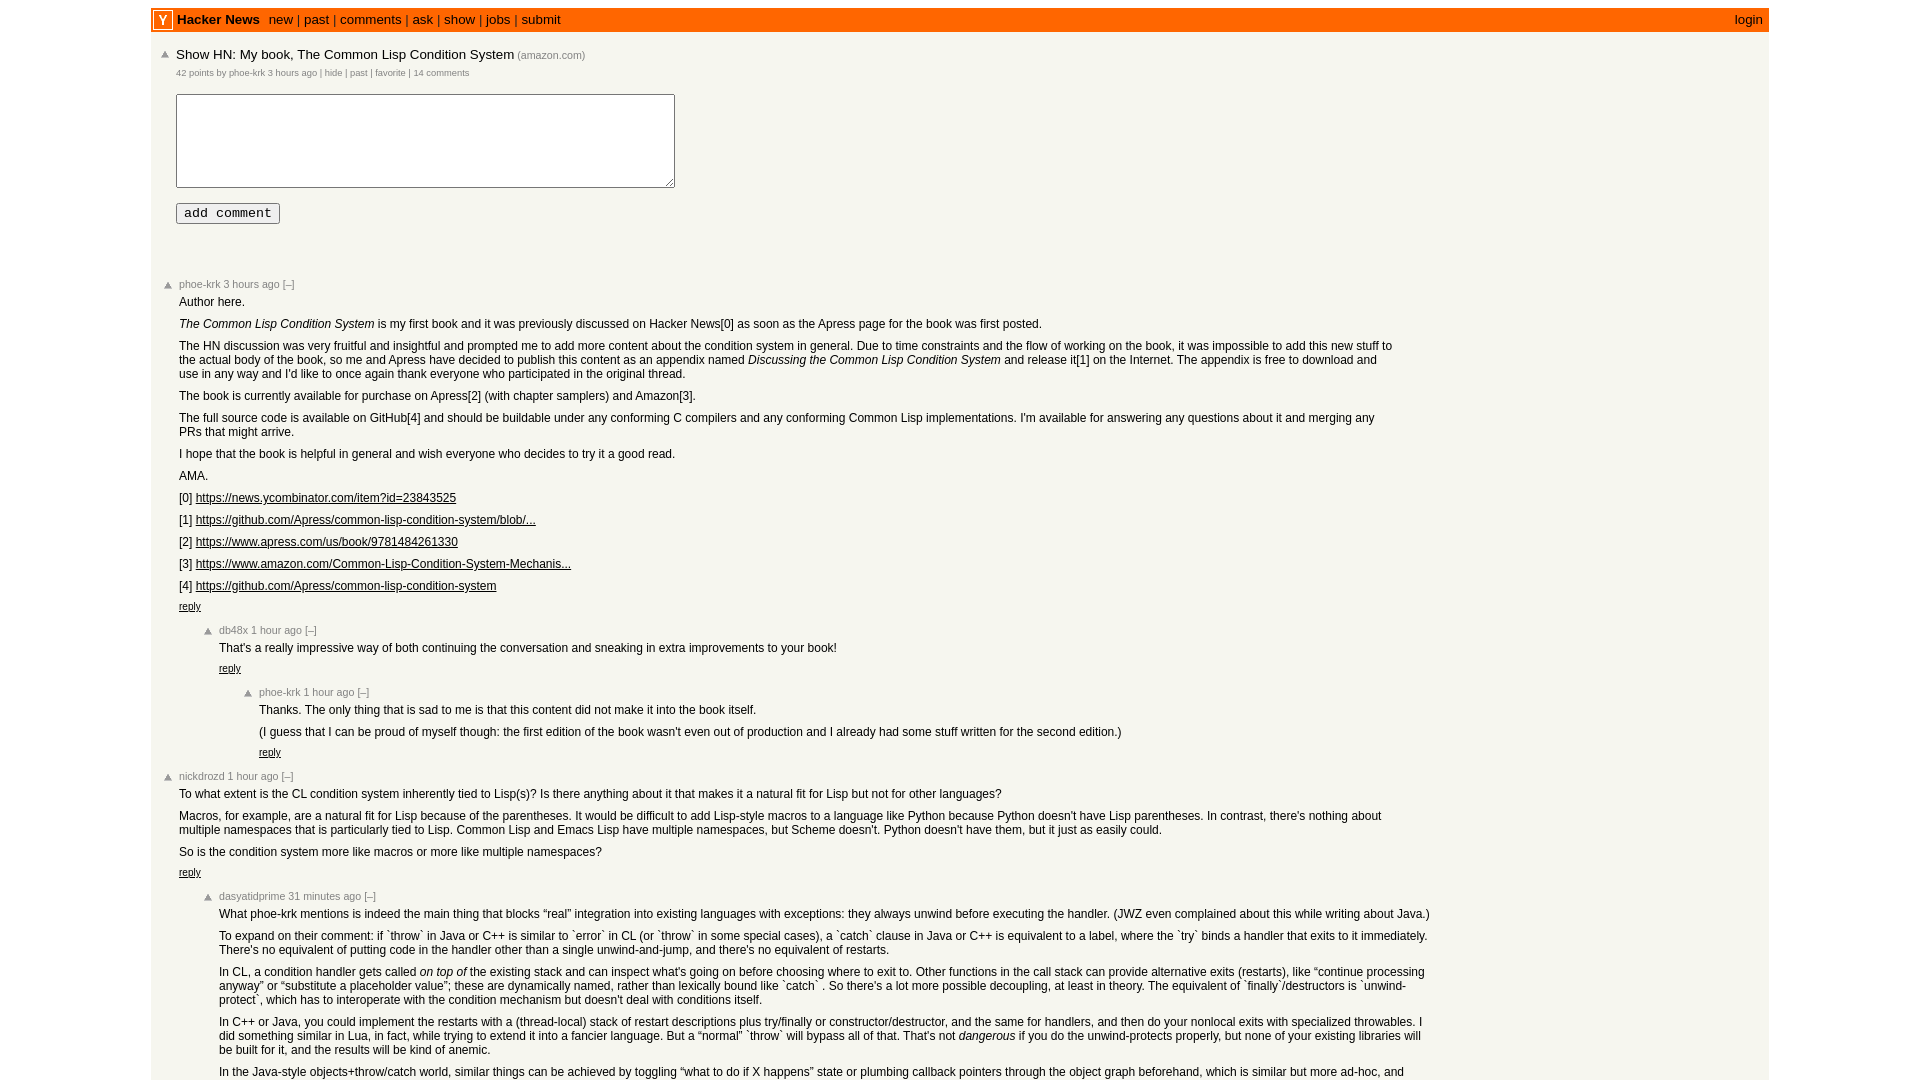 Y Hacker News new | past | comments | ask | show | jobs | submit login
Show HN: My book, The Common Lisp Condition System (amazon.com)
42 points by phoe-krk 3 hours ago | hide | past | favorite | 14 comments
add comment
phoe-krk 3 hours ago [–]
Author here.
The Common Lisp Condition System is my first book and it was previously discussed on Hacker News[0] as soon as the Apress page for the book was first posted.
The HN discussion was very fruitful and insightful and prompted me to add more content about the condition system in general. Due to time constraints and the flow of working on the book, it was impossible to add this new stuff to
the actual body of the book, so me and Apress have decided to publish this content as an appendix named Discussing the Common Lisp Condition System and release it[1] on the Internet. The appendix is free to download and
use in any way and I'd like to once again thank everyone who participated in the original thread.
The book is currently available for purchase on Apress[2] (with chapter samplers) and Amazon[3].
The full source code is available on GitHub[4] and should be buildable under any conforming C compilers and any conforming Common Lisp implementations. I'm available for answering any questions about it and merging any
PRs that might arrive.
I hope that the book is helpful in general and wish everyone who decides to try it a good read.
AMA.
[0] https://news.ycombinator.com/item?id=23843525
[1] https://github.com/Apress/common-lisp-condition-system/blob/...
[2] https://www.apress.com/us/book/9781484261330
[3] https://www.amazon.com/Common-Lisp-Condition-System-Mechanis...
[4] https://github.com/Apress/common-lisp-condition-system
reply
db48x 1 hour ago [–]
That's a really impressive way of both continuing the conversation and sneaking in extra improvements to your book!
reply
phoe-krk 1 hour ago [–]
Thanks. The only thing that is sad to me is that this content did not make it into the book itself.
(I guess that I can be proud of myself though: the first edition of the book wasn't even out of production and I already had some stuff written for the second edition.)
reply
nickdrozd 1 hour ago [–]
To what extent is the CL condition system inherently tied to Lisp(s)? Is there anything about it that makes it a natural fit for Lisp but not for other languages?
Macros, for example, are a natural fit for Lisp because of the parentheses. It would be difficult to add Lisp-style macros to a language like Python because Python doesn't have Lisp parentheses. In contrast, there's nothing about
multiple namespaces that is particularly tied to Lisp. Common Lisp and Emacs Lisp have multiple namespaces, but Scheme doesn't. Python doesn't have them, but it just as easily could.
So is the condition system more like macros or more like multiple namespaces?
reply
dasyatidprime 31 minutes ago [–]
What phoe-krk mentions is indeed the main thing that blocks “real” integration into existing languages with exceptions: they always unwind before executing the handler. (JWZ even complained about this while writing about Java.)
To expand on their comment: if `throw` in Java or C++ is similar to `error` in CL (or `throw` in some special cases), a `catch` clause in Java or C++ is equivalent to a label, where the `try` binds a handler that exits to it immediately.
There's no equivalent of putting code in the handler other than a single unwind-and-jump, and there's no equivalent of restarts.
In CL, a condition handler gets called on top of the existing stack and can inspect what's going on before choosing where to exit to. Other functions in the call stack can provide alternative exits (restarts), like “continue processing
anyway” or “substitute a placeholder value”; these are dynamically named, rather than lexically bound like `catch` . So there's a lot more possible decoupling, at least in theory. The equivalent of `finally`/destructors is `unwind-
protect`, which has to interoperate with the condition mechanism but doesn't deal with conditions itself.
In C++ or Java, you could implement the restarts with a (thread-local) stack of restart descriptions plus try/finally or constructor/destructor, and the same for handlers, and then do your nonlocal exits with specialized throwables. I
did something similar in Lua, in fact, while trying to extend it into a fancier language. But a “normal” `throw` will bypass all of that. That's not dangerous if you do the unwind-protects properly, but none of your existing libraries will
be built for it, and the results will be kind of anemic.
In the Java-style objects+throw/catch world, similar things can be achieved by toggling “what to do if X happens” state or plumbing callback pointers through the object graph beforehand, which is similar but more ad-hoc, and